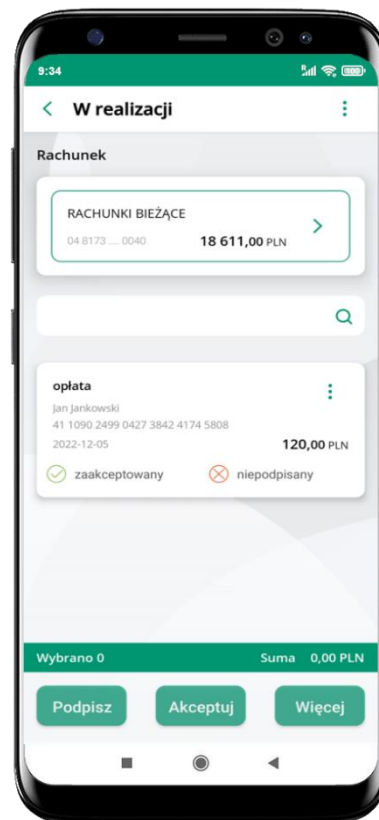 9:34
W realizacji
Rachunek
RACHUNKI BIEŻĄCE
04 8173 ... 0040 18 611,00 PLN
opłata
Jan Jankowski
41 1090 2499 0427 3842 4174 5808
2022-12-05 120,00 PLN
zaakceptowany niepodpisany
Wybrano 0 Suma 0,00 PLN
Podpisz Akceptuj Więcej